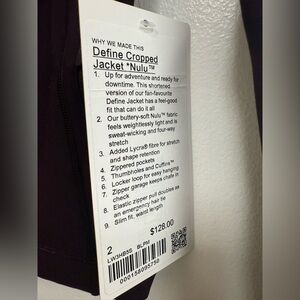 WHY WE MADE THIS
Define Cropped
Jacket *Nulu™
1. Up for adventure and ready for
downtime. This shortened
version of our fan-favourite
Define Jacket has a feel-good
fit that can do it all
2. Our buttery-soft Nulu™ fabric
feels weightlessly light and is
sweat-wicking and four-way
stretch
3. Added Lycra® fibre for stretch
and shape retention
4. Zippered pockets
5. Thumbholes and Cuffins™
6. Locker loop for easy hanging
7. Zipper garage keeps chafe in
check
8. Elastic zipper pull doubles as
an emergency hair tie
9. Slim fit, waist length
2 $128.00
LW3HB5S BLPM